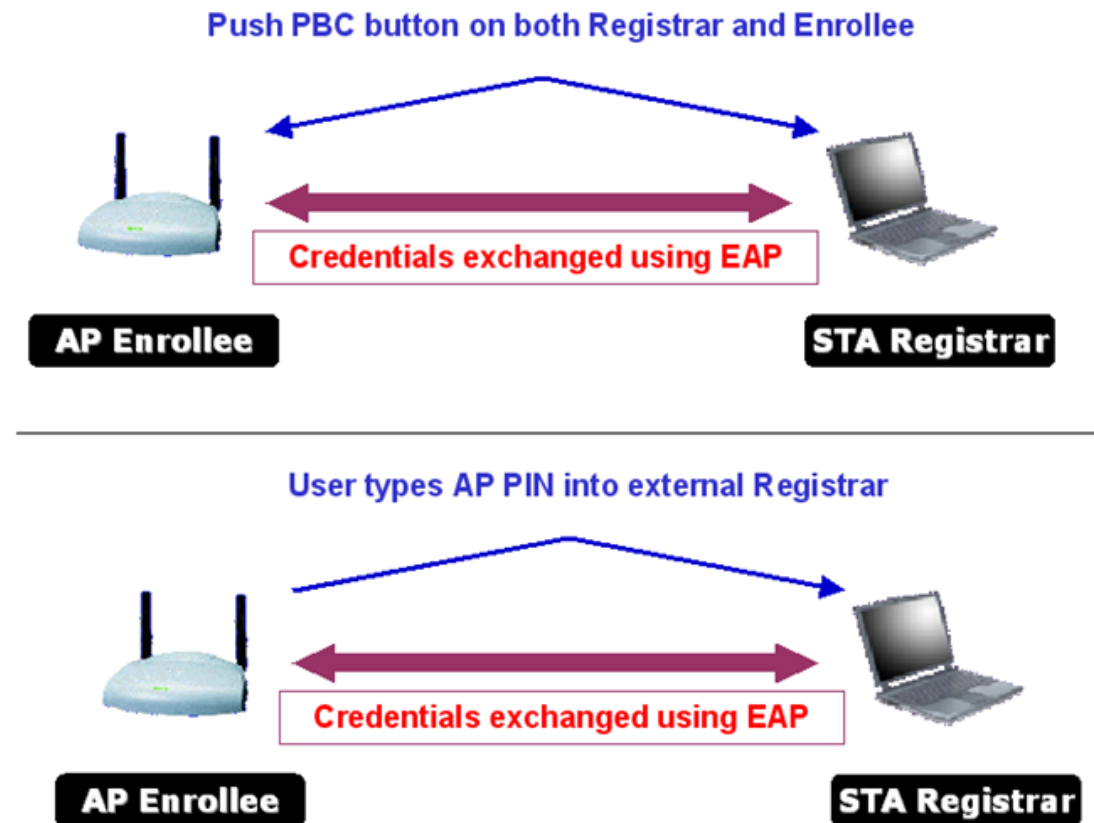 Push PBC button on both Registrar and Enrollee
Credentials exchanged using EAP
AP Enrollee
STA Registrar
User types AP PIN into external Registrar
Credentials exchanged using EAP
AP Enrollee
STA Registrar